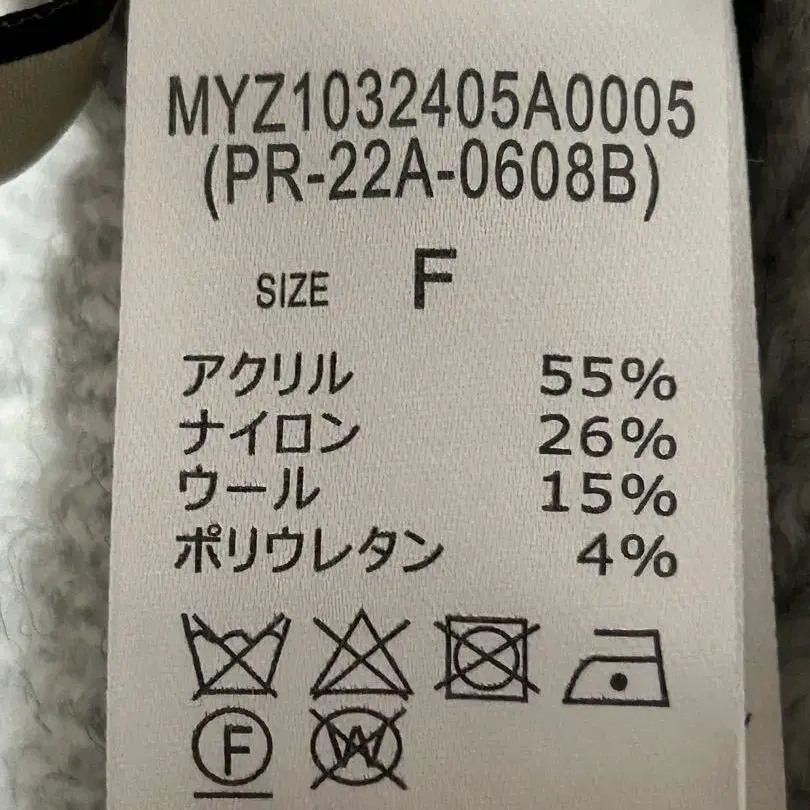 MYZ1032405A0005
(PR-22A-0608B)
SIZE F
アクリル 55%
ナイロン 26%
ウール 15%
ポリウレタン 4%
F W